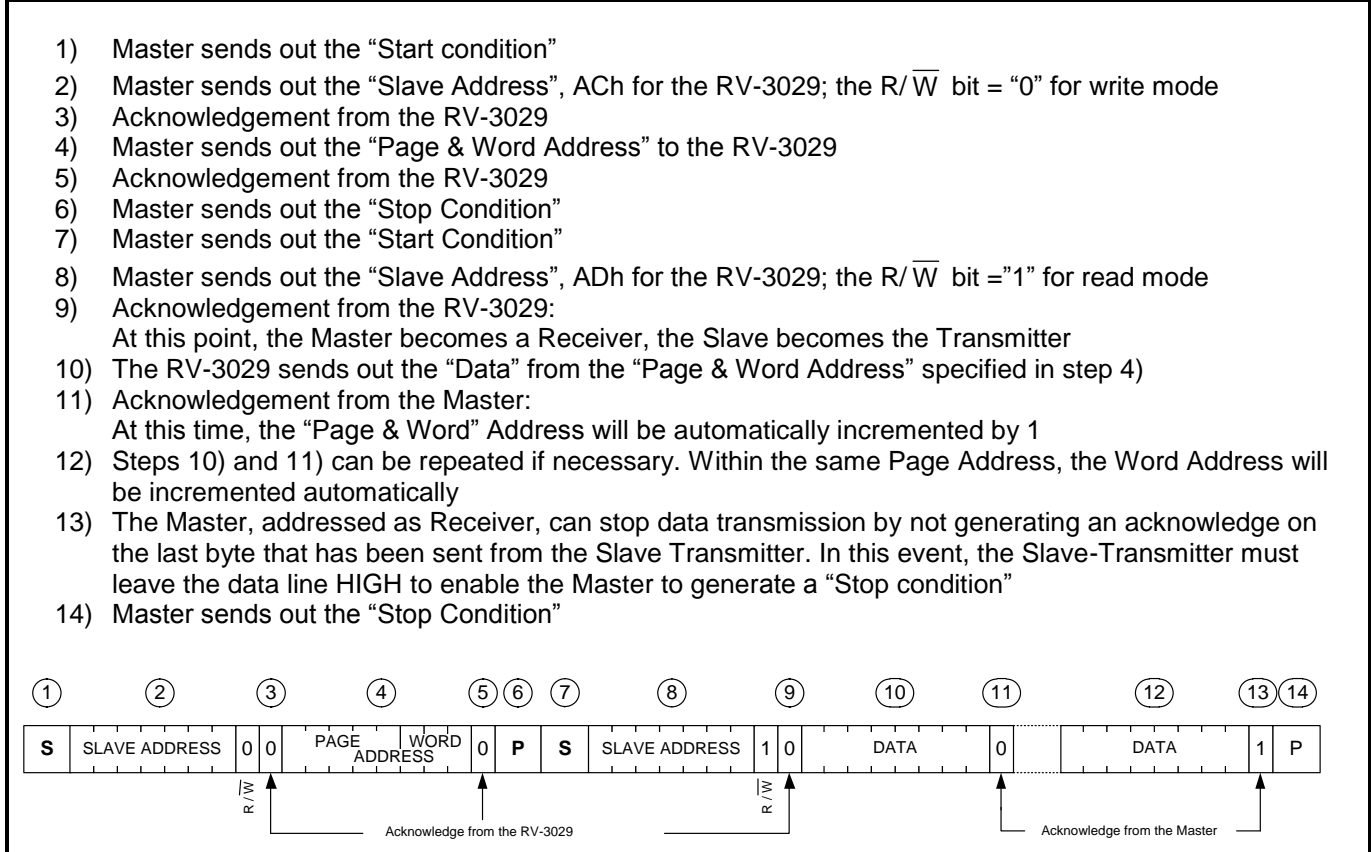 1) Master sends out the “Start condition”
2) Master sends out the “Slave Address”, ACh for the RV-3029; the R/W̅ bit = “0” for write mode
3) Acknowledgement from the RV-3029
4) Master sends out the “Page & Word Address” to the RV-3029
5) Acknowledgement from the RV-3029
6) Master sends out the “Stop Condition”
7) Master sends out the “Start Condition”
8) Master sends out the “Slave Address”, ADh for the RV-3029; the R/W̅ bit =”1” for read mode
9) Acknowledgement from the RV-3029:
At this point, the Master becomes a Receiver, the Slave becomes the Transmitter
10) The RV-3029 sends out the “Data” from the “Page & Word Address” specified in step 4)
11) Acknowledgement from the Master:
At this time, the “Page & Word” Address will be automatically incremented by 1
12) Steps 10) and 11) can be repeated if necessary. Within the same Page Address, the Word Address will
be incremented automatically
13) The Master, addressed as Receiver, can stop data transmission by not generating an acknowledge on
the last byte that has been sent from the Slave Transmitter. In this event, the Slave-Transmitter must
leave the data line HIGH to enable the Master to generate a “Stop condition”
14) Master sends out the “Stop Condition”
1 2 3 4 5 6 7 8 9 10 11 12 13 14
S SLAVE ADDRESS 0 0 PAGE WORD ADDRESS 0 P S SLAVE ADDRESS 1 0 DATA 0 DATA 1 P
R / W̅ R / W̅
Acknowledge from the RV-3029 Acknowledge from the Master